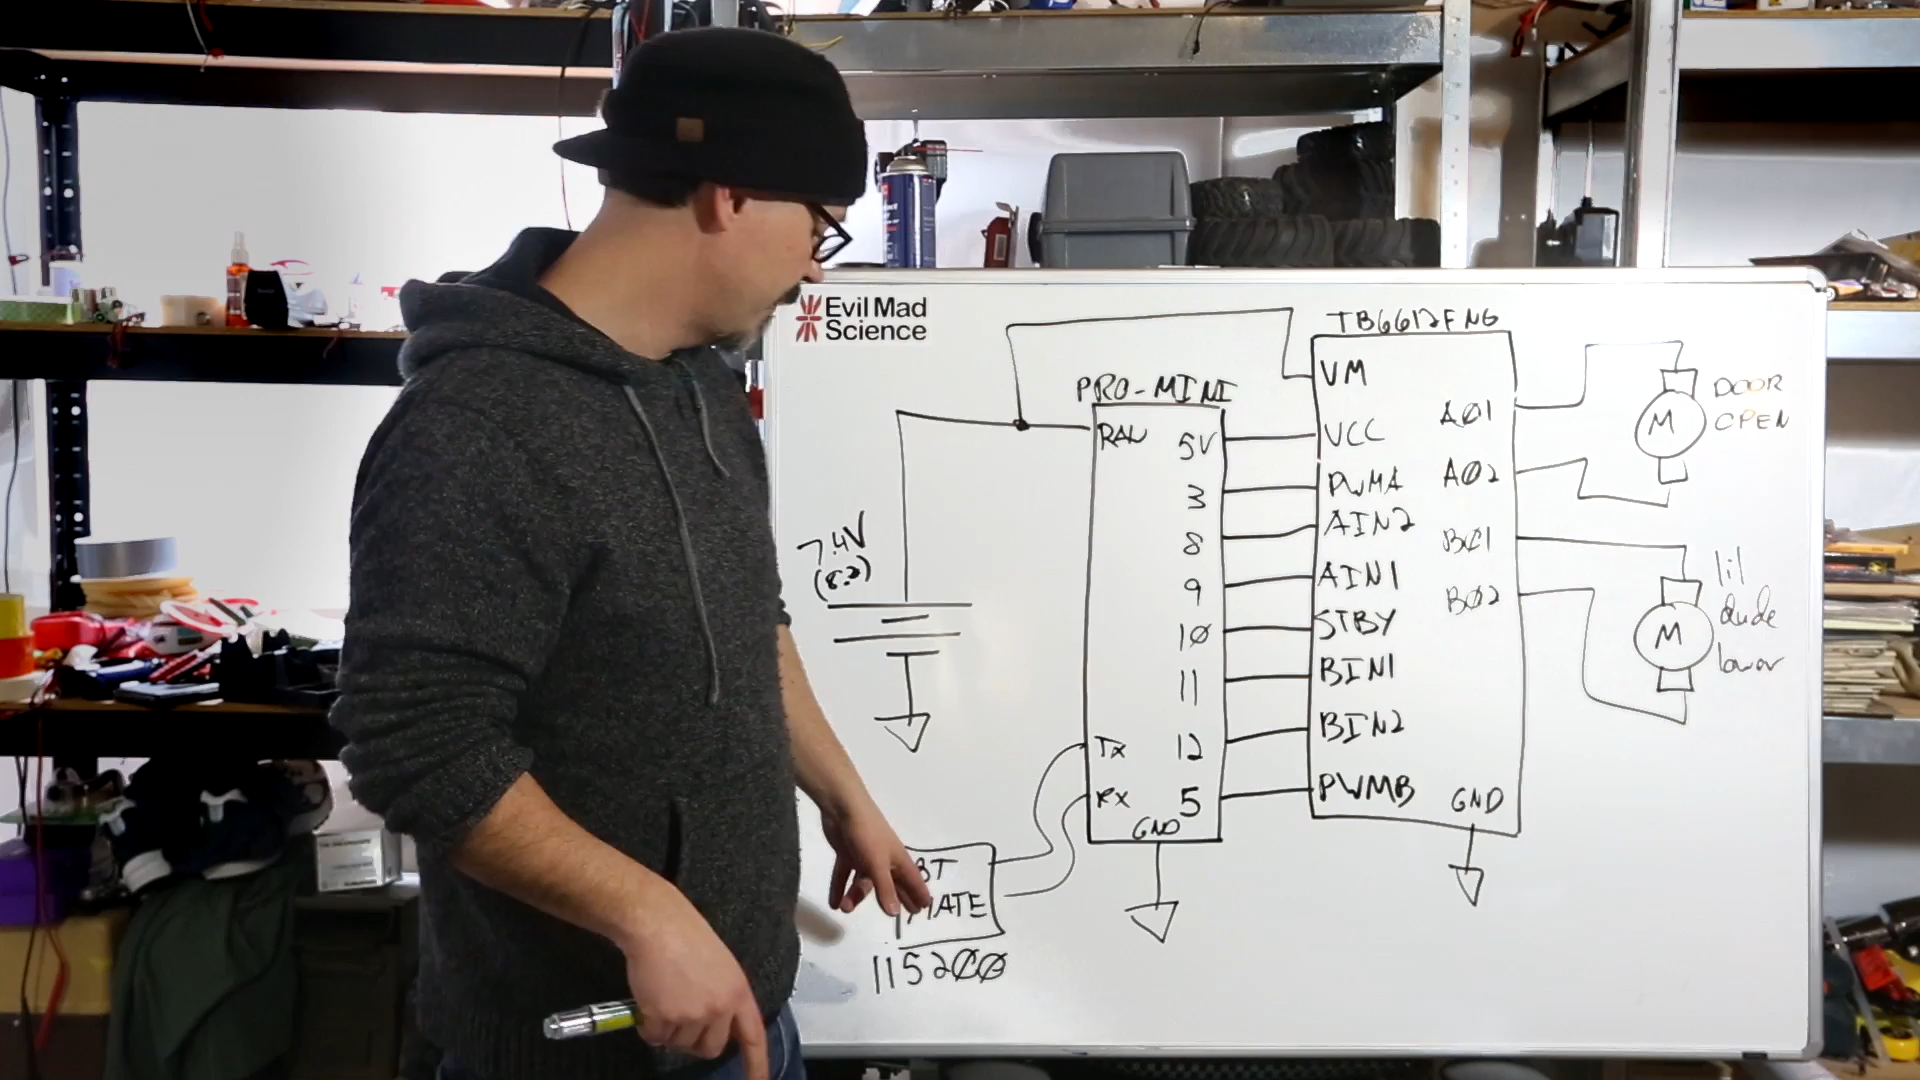 Evil Mad
Science
TB6612FNG
PRO-MINI
VM
RAW
5V
VCC
AO1
DOOR
OPEN
M
3
PWMA
AO2
7.4V
(8.2)
8
AIN2
BO1
9
AIN1
BO2
lil
dude
lower
M
10
STBY
11
BIN1
TX
12
BIN2
RX
5
PWMB
GND
GND
BT
MATE
115200